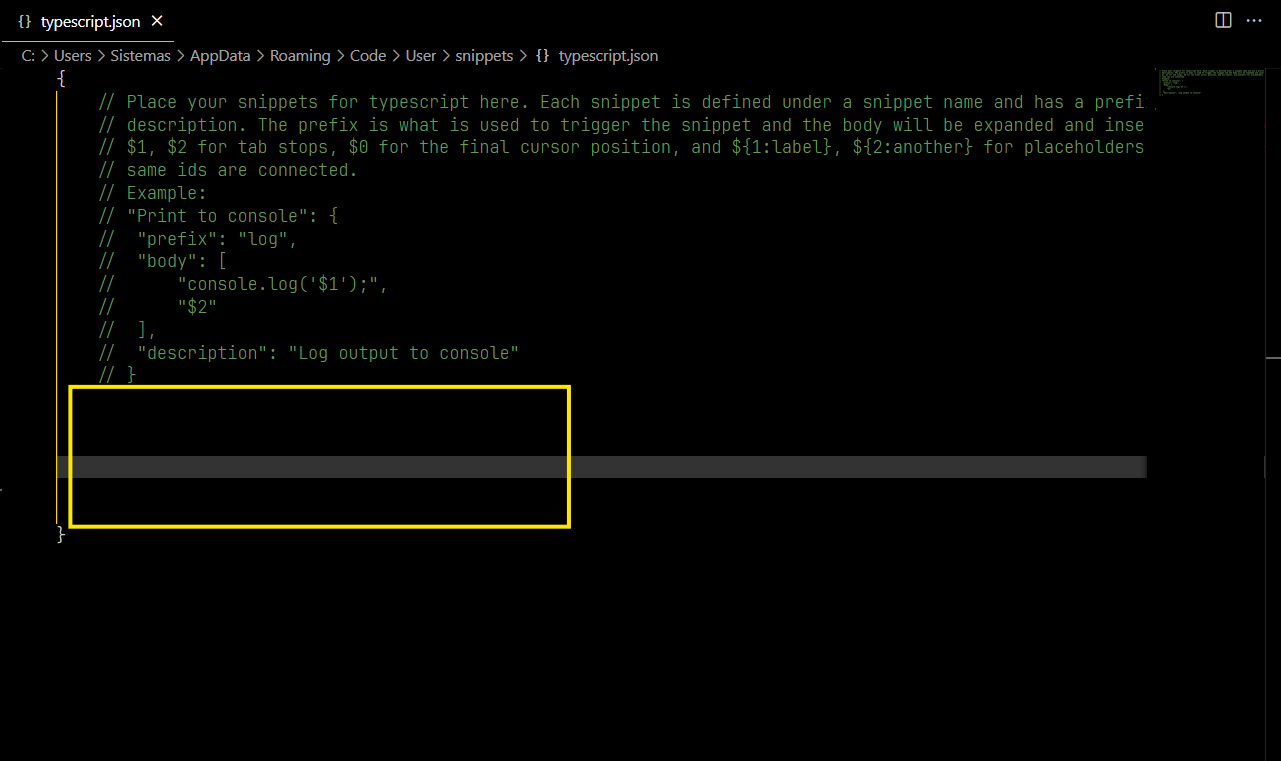 {} typescript.json ×
C: > Users > Sistemas > AppData > Roaming > Code > User > snippets > {} typescript.json
{
// Place your snippets for typescript here. Each snippet is defined under a snippet name and has a prefi
// description. The prefix is what is used to trigger the snippet and the body will be expanded and inse
// $1, $2 for tab stops, $0 for the final cursor position, and ${1:label}, ${2:another} for placeholders
// same ids are connected.
// Example:
// "Print to console": {
//  "prefix": "log",
//  "body": [
//      "console.log('$1');",
//      "$2"
//  ],
//  "description": "Log output to console"
// }
}